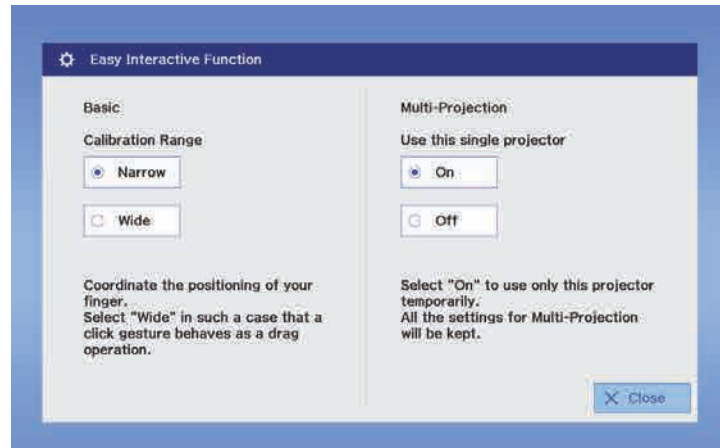 Easy Interactive Function
Basic
Calibration Range
Narrow
Wide
Coordinate the positioning of your
finger.
Select "Wide" in such a case that a
click gesture behaves as a drag
operation.
Multi-Projection
Use this single projector
On
Off
Select "On" to use only this projector
temporarily.
All the settings for Multi-Projection
will be kept.
Close